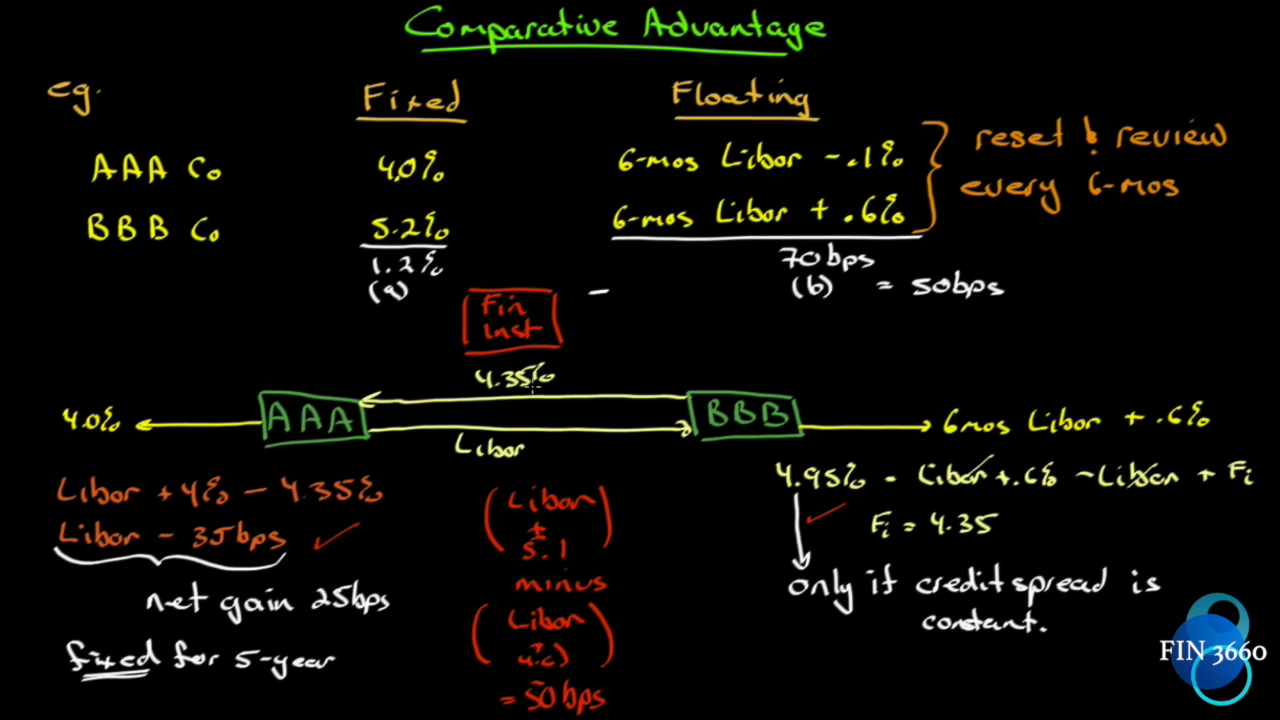 Comparative Advantage
eg. Fixed Floating
AAA Co 4.0% 6-mos Libor -.1%
BBB Co 5.2% 6-mos Libor + .6%
reset & review
every 6-mos
1.2% 70bps
(a) - (b) = 50bps
Fin
Inst
4.35%
4.0% AAA BBB 6mos Libor + .6%
Libor
Libor + 4% - 4.35%
Libor - 35bps
net gain 25bps
fixed for 5-year
(Libor
+
5.1
minus
(Libor
+
= 50bps
4.95% = Libor + .6% - Libor + Fi
Fi = 4.35
only if credit spread is
constant.
FIN 3660